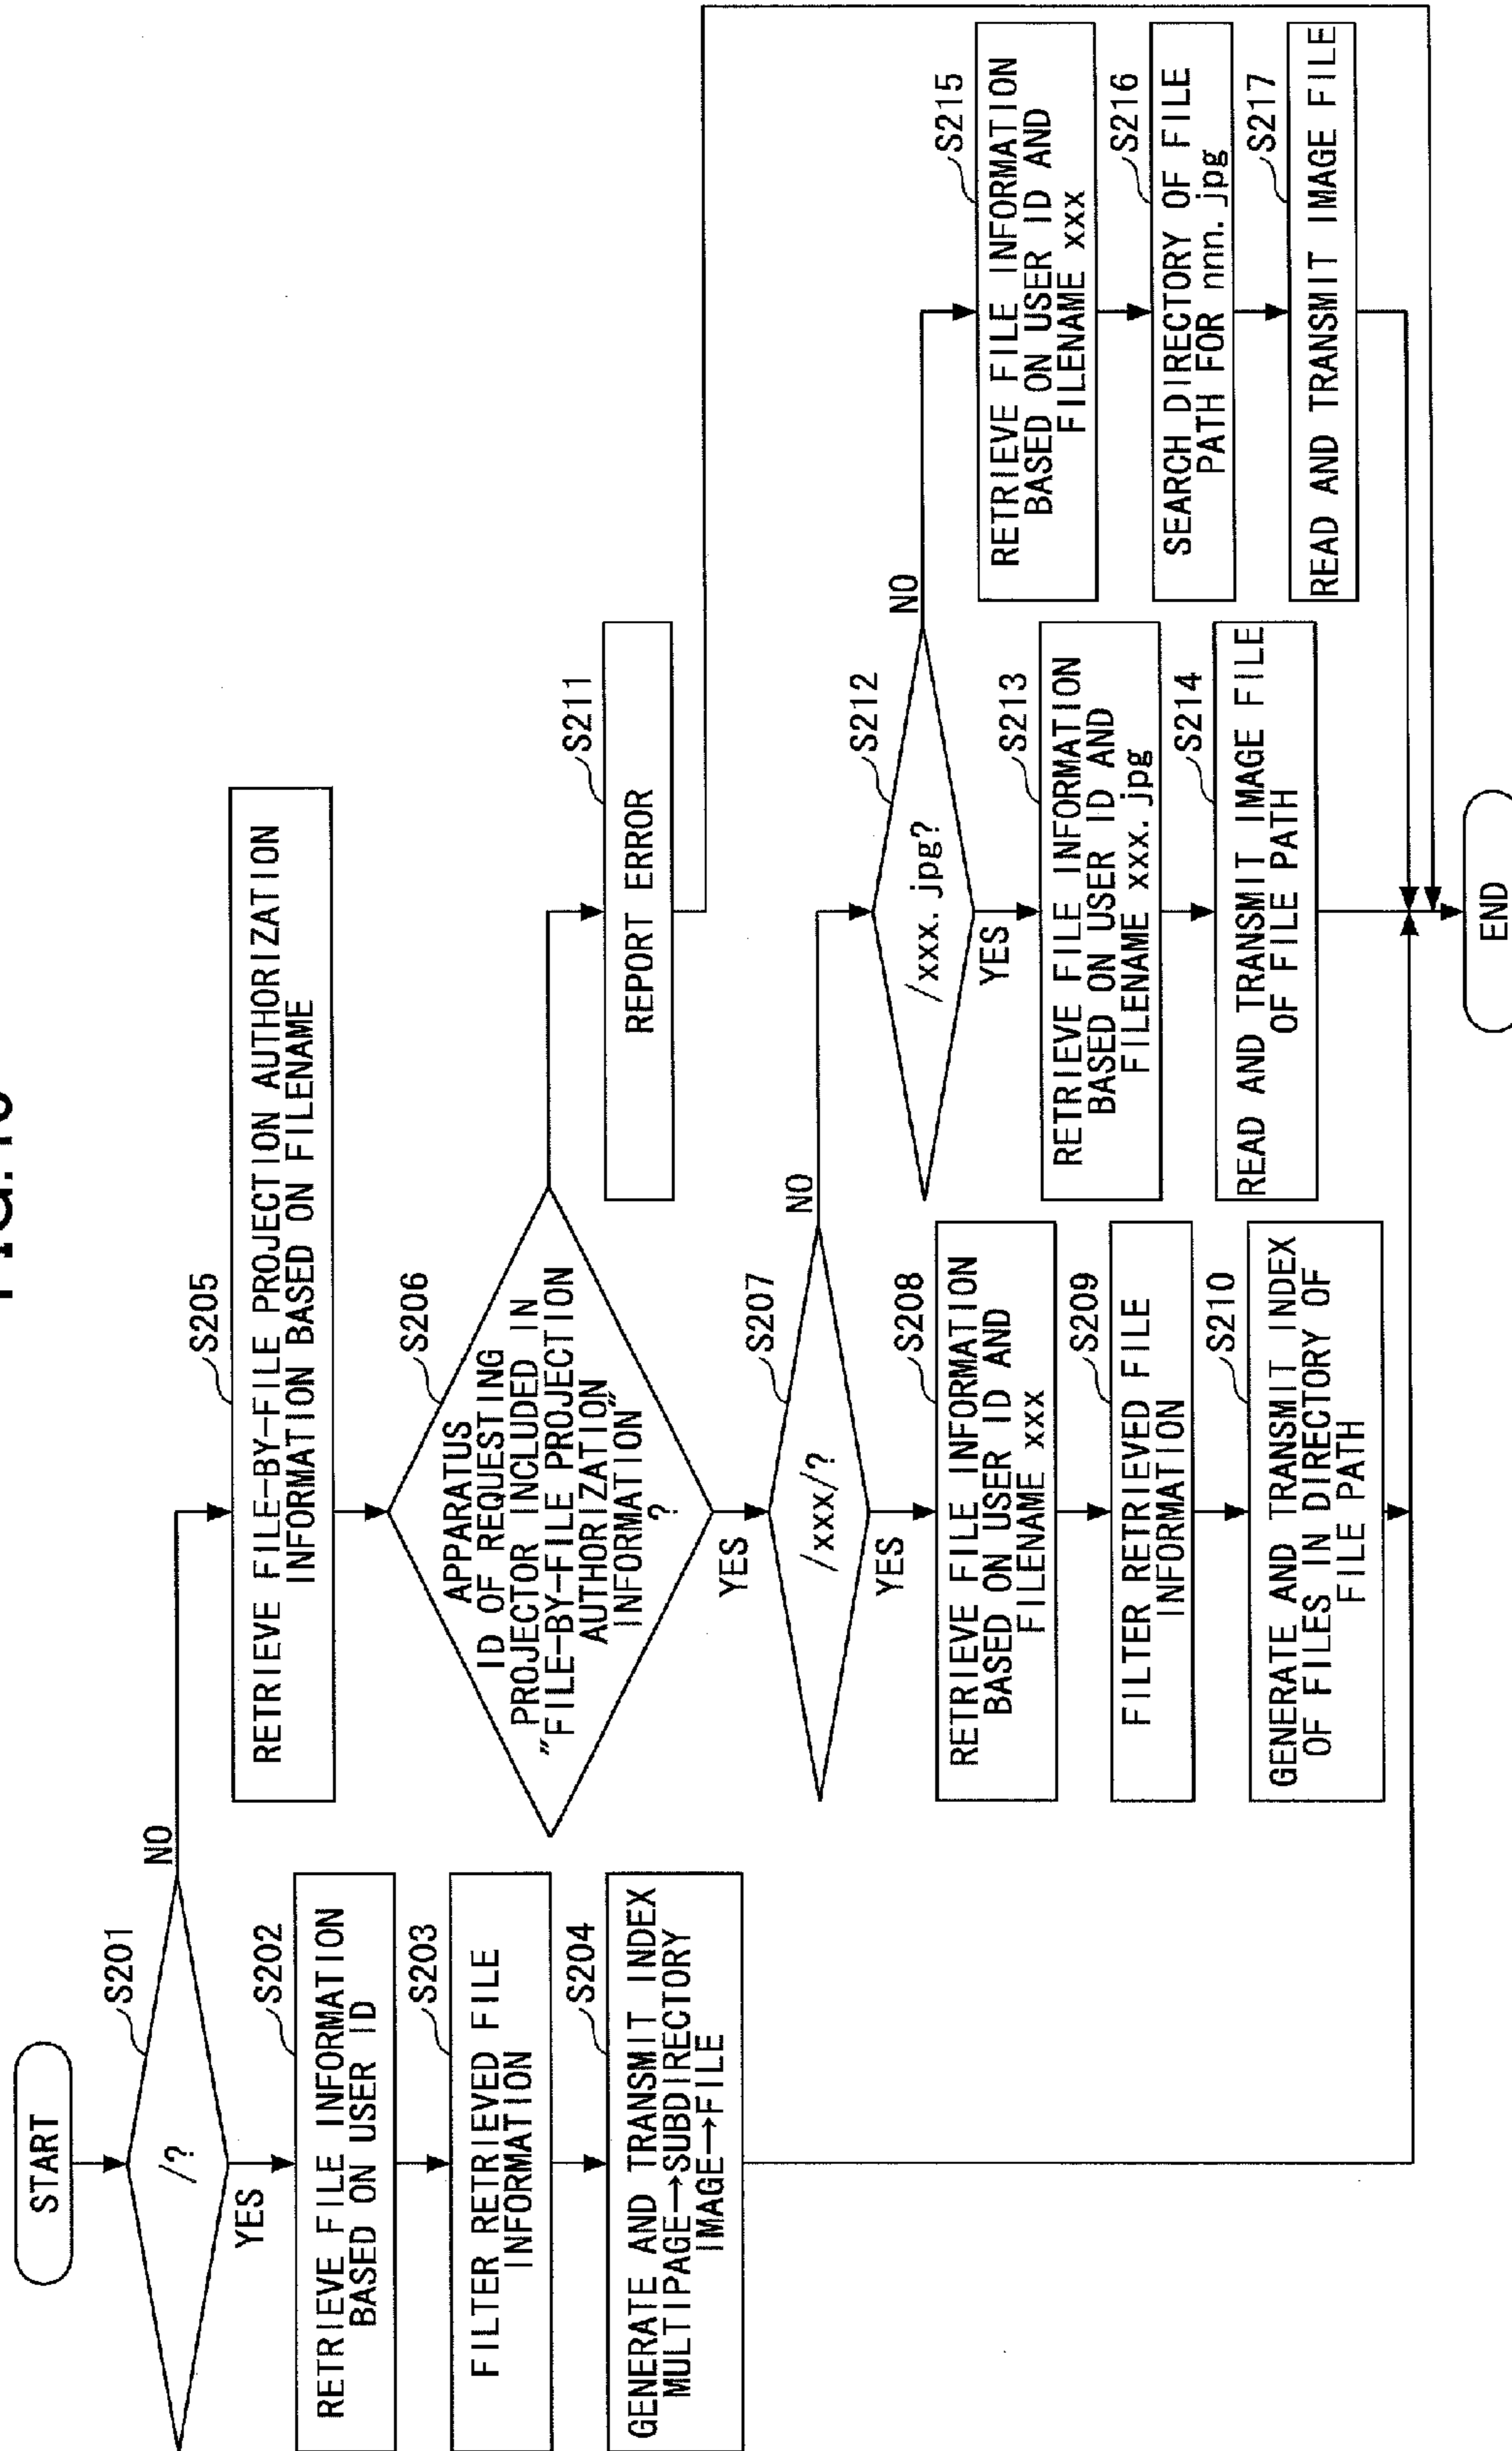 START
S201
/?
NO
YES
S202
RETRIEVE FILE INFORMATION
BASED ON USER ID
S203
FILTER RETRIEVED FILE
INFORMATION
S204
GENERATE AND TRANSMIT INDEX
MULTIPAGE→SUBDIRECTORY
IMAGE→FILE
S205
RETRIEVE FILE-BY-FILE PROJECTION AUTHORIZATION
INFORMATION BASED ON FILENAME
S206
APPARATUS
ID OF REQUESTING
PROJECTOR INCLUDED IN
"FILE-BY-FILE PROJECTION
AUTHORIZATION
INFORMATION"
?
YES
S207
/xxx/?
NO
YES
S208
RETRIEVE FILE INFORMATION
BASED ON USER ID AND
FILENAME xxx
S209
FILTER RETRIEVED FILE
INFORMATION
S210
GENERATE AND TRANSMIT INDEX
OF FILES IN DIRECTORY OF
FILE PATH
S211
REPORT ERROR
S212
/xxx.jpg?
NO
YES
S213
RETRIEVE FILE INFORMATION
BASED ON USER ID AND
FILENAME xxx.jpg
S214
READ AND TRANSMIT IMAGE FILE
OF FILE PATH
S215
RETRIEVE FILE INFORMATION
BASED ON USER ID AND
FILENAME xxx
S216
SEARCH DIRECTORY OF FILE
PATH FOR nnn.jpg
S217
READ AND TRANSMIT IMAGE FILE
END